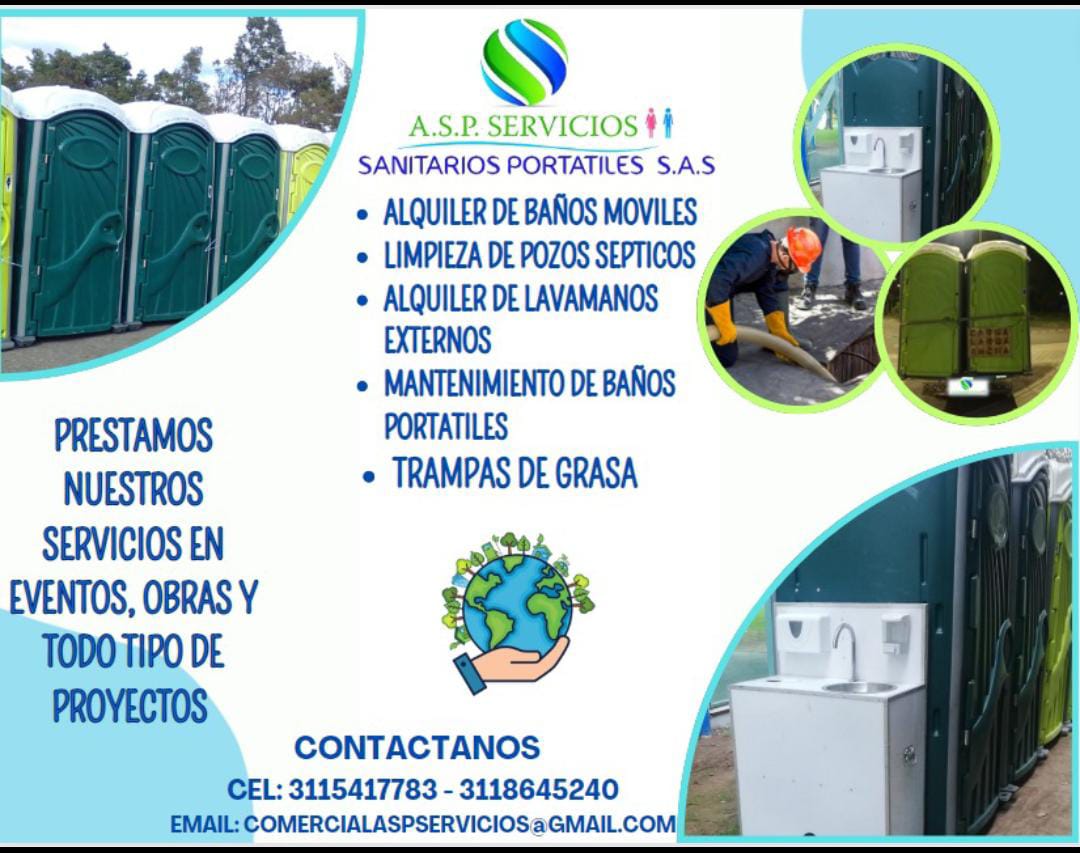 A.S.P. SERVICIOS
SANITARIOS PORTATILES S.A.S
• ALQUILER DE BAÑOS MOVILES
• LIMPIEZA DE POZOS SEPTICOS
• ALQUILER DE LAVAMANOS
EXTERNOS
• MANTENIMIENTO DE BAÑOS
PORTATILES
• TRAMPAS DE GRASA
PRESTAMOS
NUESTROS
SERVICIOS EN
EVENTOS, OBRAS Y
TODO TIPO DE
PROYECTOS
CONTACTANOS
CEL: 3115417783 - 3118645240
EMAIL: COMERCIALASPSERVICIOS@GMAIL.COM